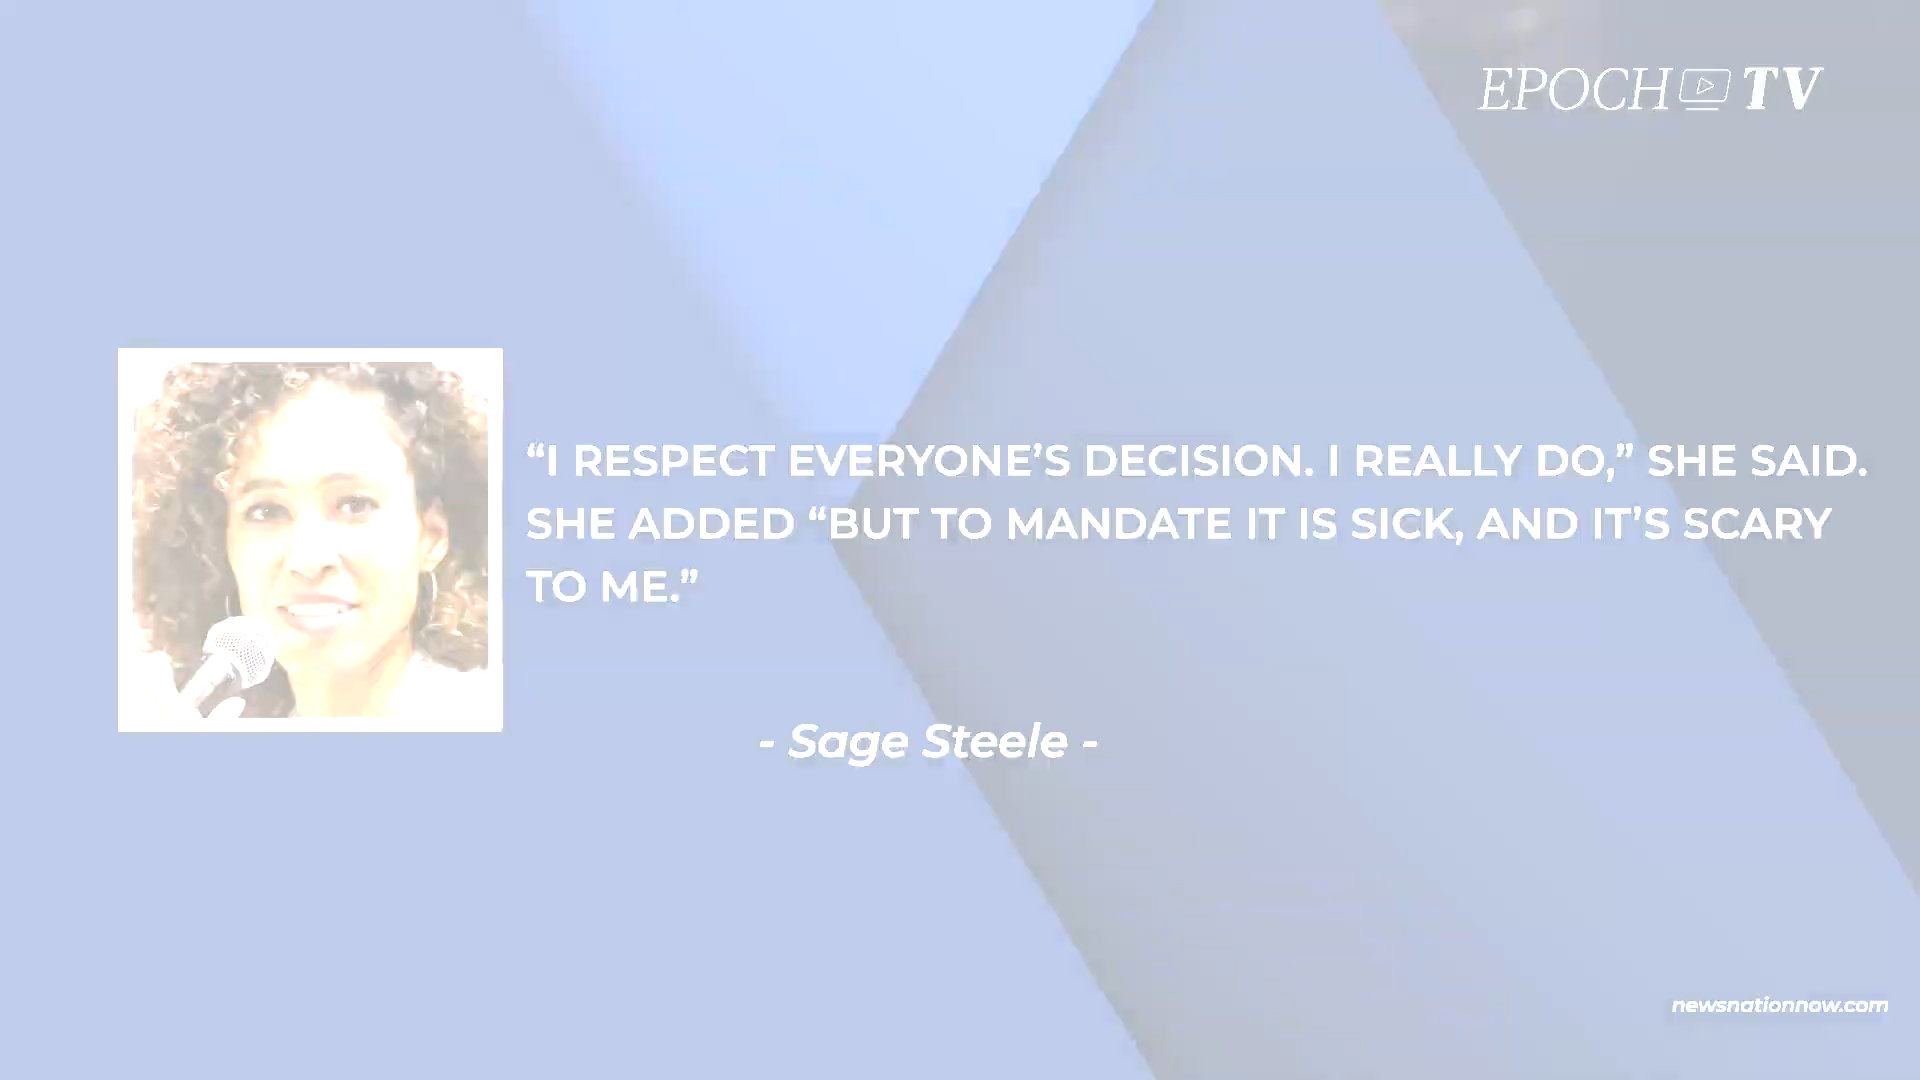 EPOCH TV
“I RESPECT EVERYONE’S DECISION. I REALLY DO,” SHE SAID.
SHE ADDED “BUT TO MANDATE IT IS SICK, AND IT’S SCARY
TO ME.”
- Sage Steele -
newsnationnow.com